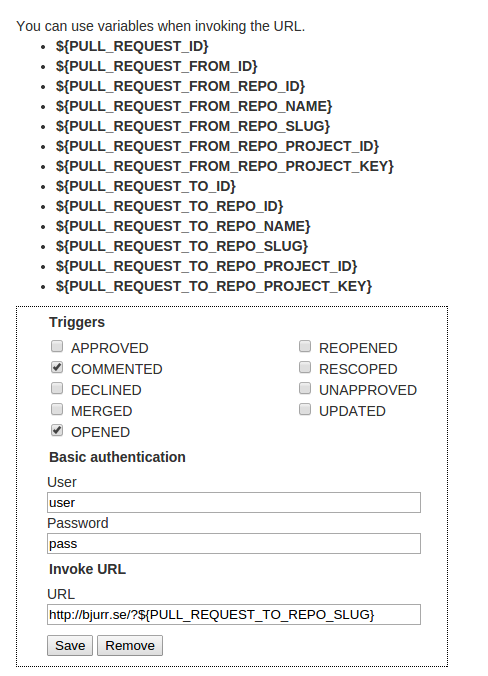 You can use variables when invoking the URL.
• ${PULL_REQUEST_ID}
• ${PULL_REQUEST_FROM_ID}
• ${PULL_REQUEST_FROM_REPO_ID}
• ${PULL_REQUEST_FROM_REPO_NAME}
• ${PULL_REQUEST_FROM_REPO_SLUG}
• ${PULL_REQUEST_FROM_REPO_PROJECT_ID}
• ${PULL_REQUEST_FROM_REPO_PROJECT_KEY}
• ${PULL_REQUEST_TO_ID}
• ${PULL_REQUEST_TO_REPO_ID}
• ${PULL_REQUEST_TO_REPO_NAME}
• ${PULL_REQUEST_TO_REPO_SLUG}
• ${PULL_REQUEST_TO_REPO_PROJECT_ID}
• ${PULL_REQUEST_TO_REPO_PROJECT_KEY}
Triggers
APPROVED REOPENED
COMMENTED RESCOPED
DECLINED UNAPPROVED
MERGED UPDATED
OPENED
Basic authentication
User
user
Password
pass
Invoke URL
URL
http://bjurr.se/?${PULL_REQUEST_TO_REPO_SLUG}
Save Remove